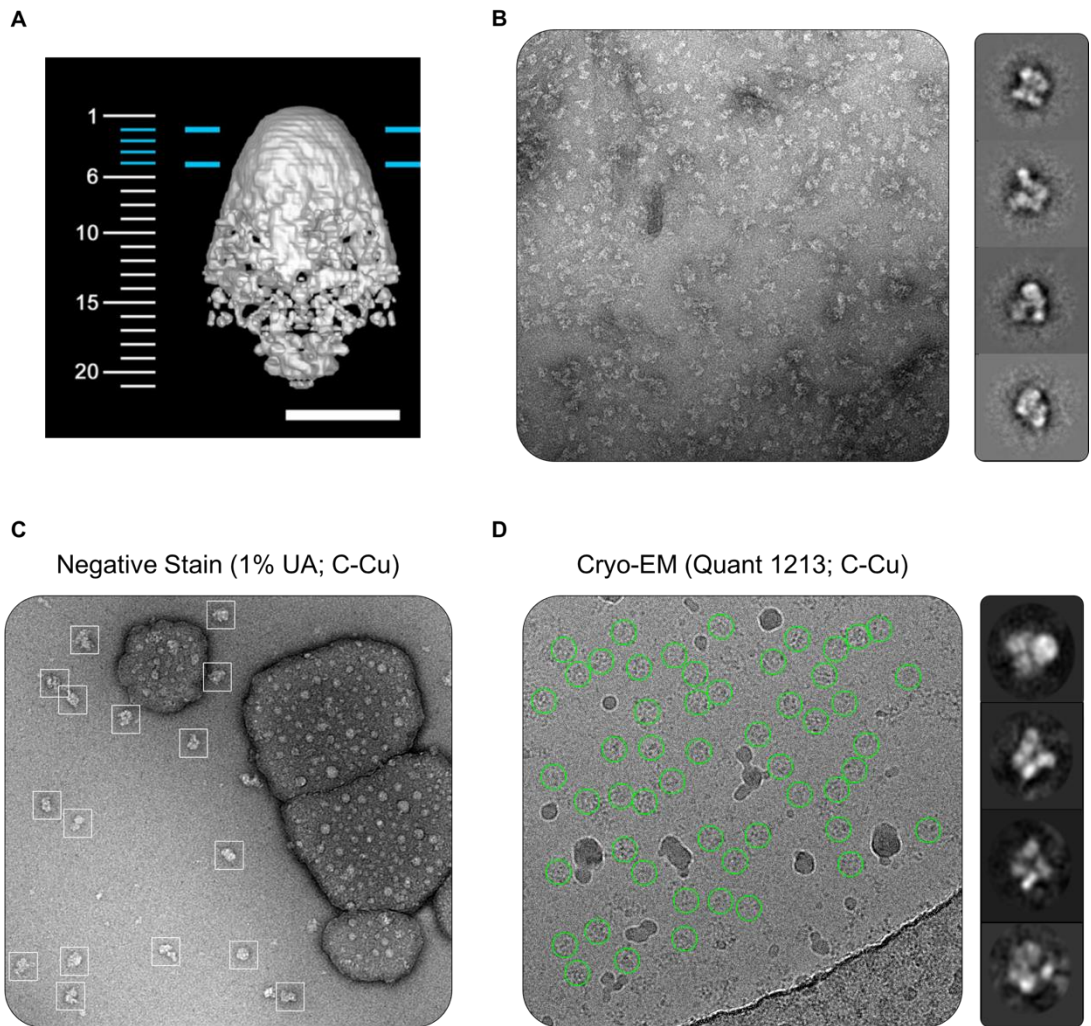 A
1
6
10
15
20
B
C
Negative Stain (1% UA; C-Cu)
D
Cryo-EM (Quant 1213; C-Cu)